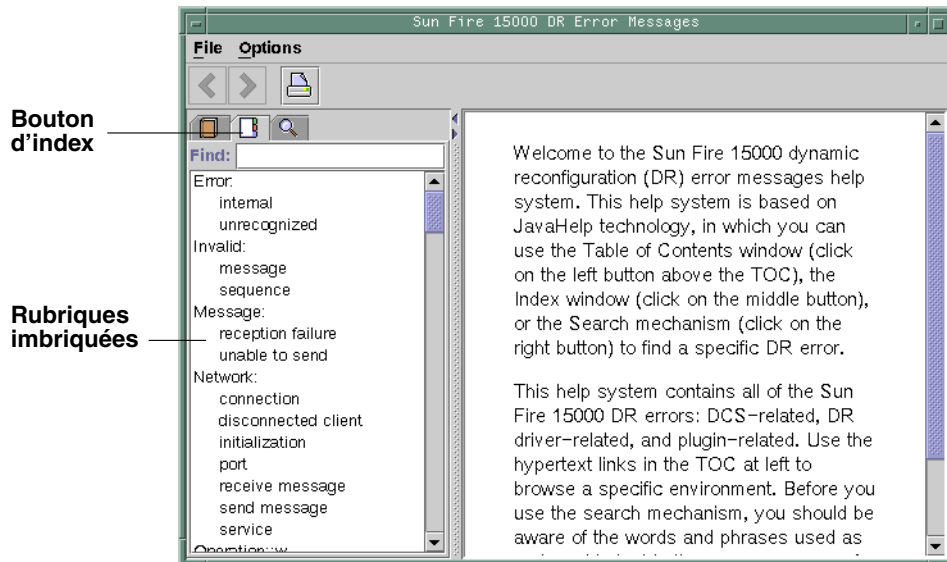 Sun Fire 15000 DR Error Messages
File Options
Bouton
d'index
Find:
Error:
internal
unrecognized
Invalid:
message
sequence
Message:
reception failure
unable to send
Network:
connection
disconnected client
initialization
port
receive message
send message
service
Rubriques
imbriquées
Welcome to the Sun Fire 15000 dynamic
reconfiguration (DR) error messages help
system. This help system is based on
JavaHelp technology, in which you can
use the Table of Contents window (click
on the left button above the TOC), the
Index window (click on the middle button),
or the Search mechanism (click on the
right button) to find a specific DR error.
This help system contains all of the Sun
Fire 15000 DR errors: DCS-related, DR
driver-related, and plugin-related. Use the
hypertext links in the TOC at left to
browse a specific environment. Before you
use the search mechanism, you should be
aware of the words and phrases used as